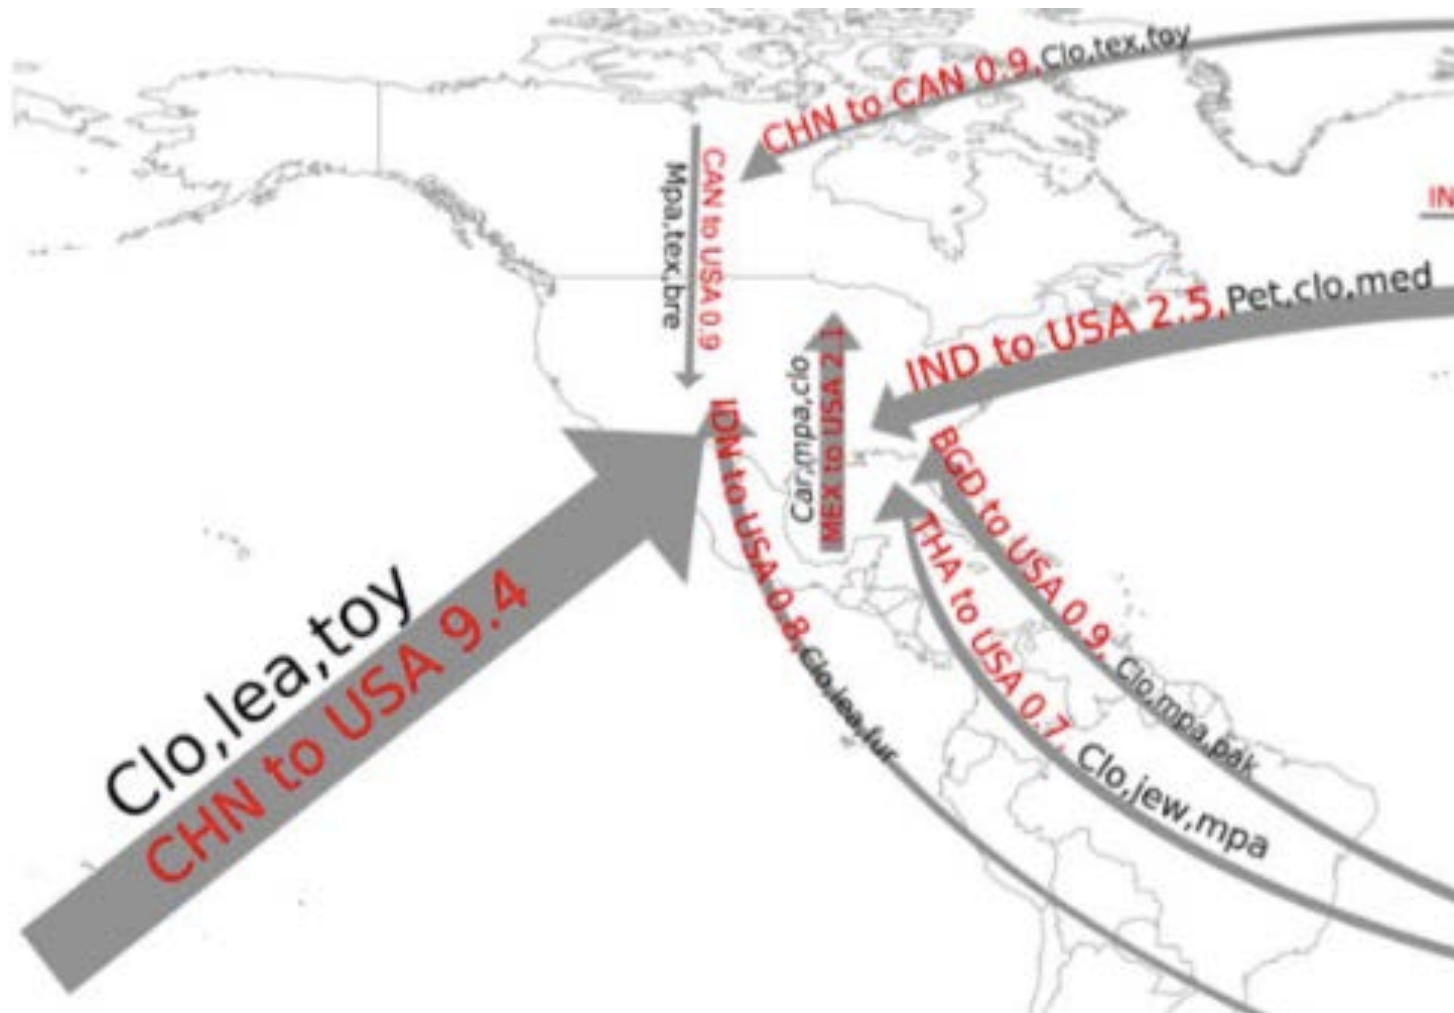 CHN to CAN 0.9,Clo,tex,toy
CAN to USA 0.9
Mpa,tex,bre
IN
IND to USA 2.5,Pet,clo,med
Car,mpa,clo
MEX to USA 2.1
IDN to USA 0.8,Clo,lea,fur
BGD to USA 0.9, Clo,mpa,pak
THA to USA 0.7, Clo,jew,mpa
Clo,lea,toy
CHN to USA 9.4